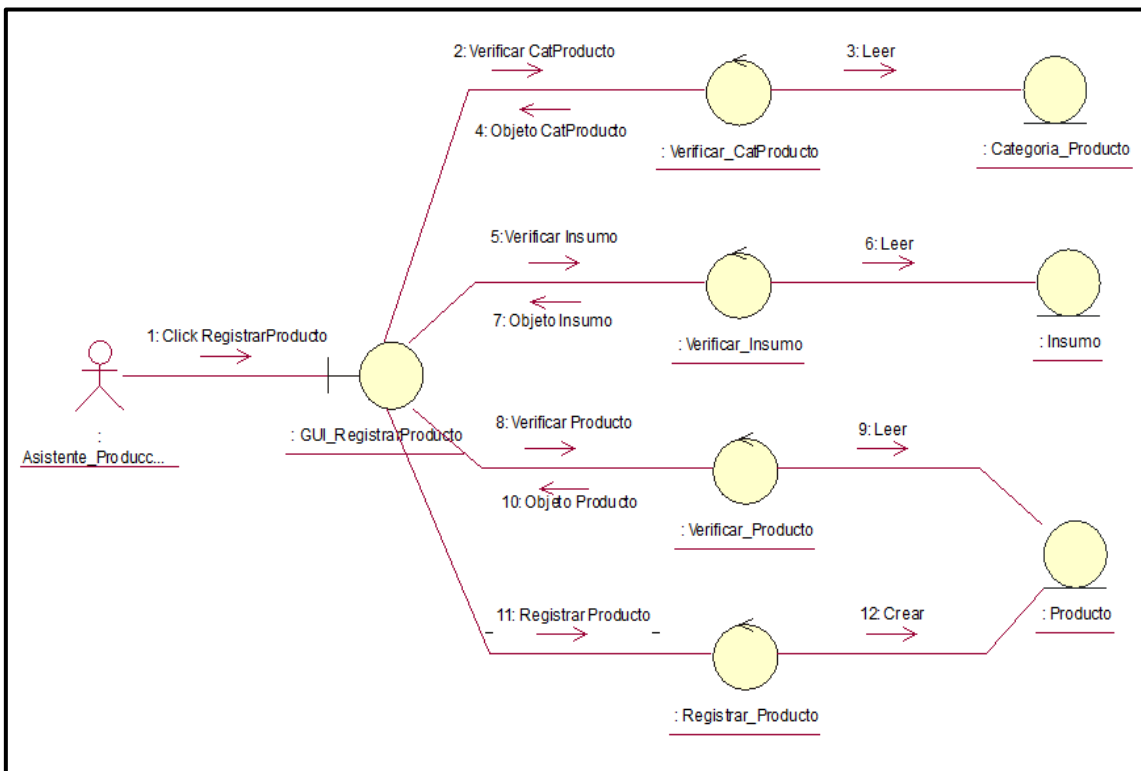 2: Verificar CatProducto
3: Leer
4: Objeto CatProducto
: Verificar_CatProducto
: Categoria_Producto
5: Verificar Insumo
6: Leer
7: Objeto Insumo
: Verificar_Insumo
: Insumo
1: Click RegistrarProducto
:
Asistente_Producc...
: GUI_RegistrarProducto
8: Verificar Producto
9: Leer
10: Objeto Producto
: Verificar_Producto
11: Registrar Producto
12: Crear
: Producto
: Registrar_Producto